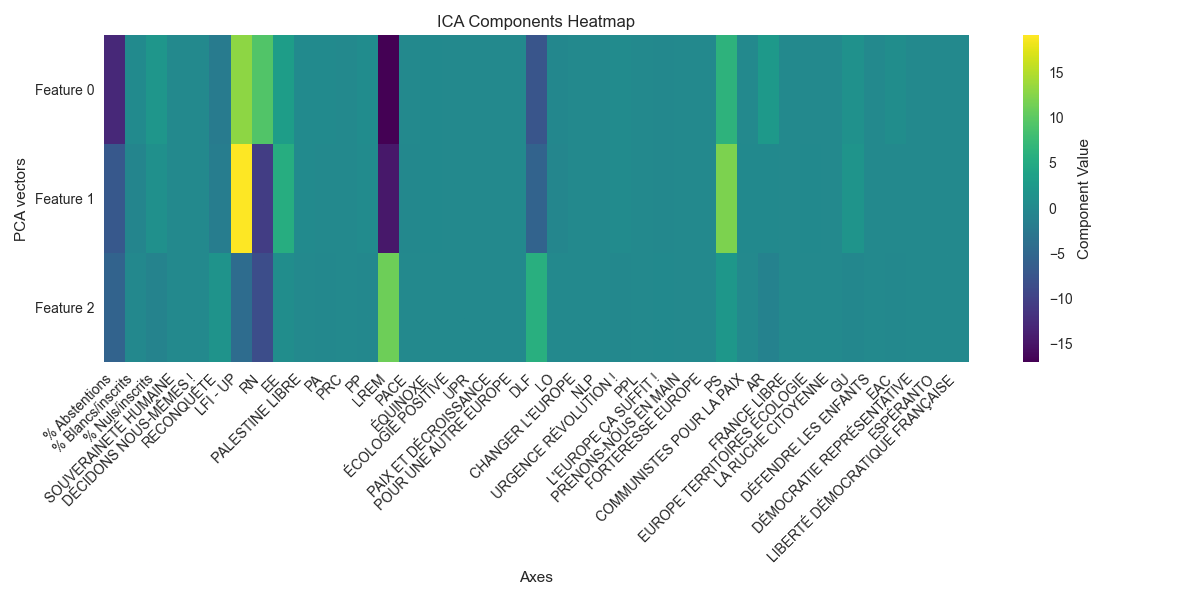 ICA Components Heatmap
PCA vectors
Feature 0
Feature 1
Feature 2
% Abstentions
% Blancs/inscrits
% Nuls/inscrits
SOUVERAINETÉ HUMAINE
DÉCIDONS NOUS-MÊMES !
RECONQUÊTE
LFI - UP
RN
EE
PALESTINE LIBRE
PA
PRC
PP
LREM
PACE
ÉQUINOXE
ÉCOLOGIE POSITIVE
UPR
PAIX ET DÉCROISSANCE
POUR UNE AUTRE EUROPE
DLF
LO
CHANGER L'EUROPE
NLP
URGENCE RÉVOLUTION !
PPL
L'EUROPE ÇA SUFFIT !
PRENONS-NOUS EN MAIN
FORTERESSE EUROPE
PS
COMMUNISTES POUR LA PAIX
AR
FRANCE LIBRE
EUROPE TERRITOIRES ÉCOLOGIE
LA RUCHE CITOYENNE
GU
DÉFENDRE LES ENFANTS
EAC
DÉMOCRATIE REPRÉSENTATIVE
ESPÉRANTO
LIBERTÉ DÉMOCRATIQUE FRANÇAISE
Axes
15
10
5
0
−5
−10
−15
Component Value